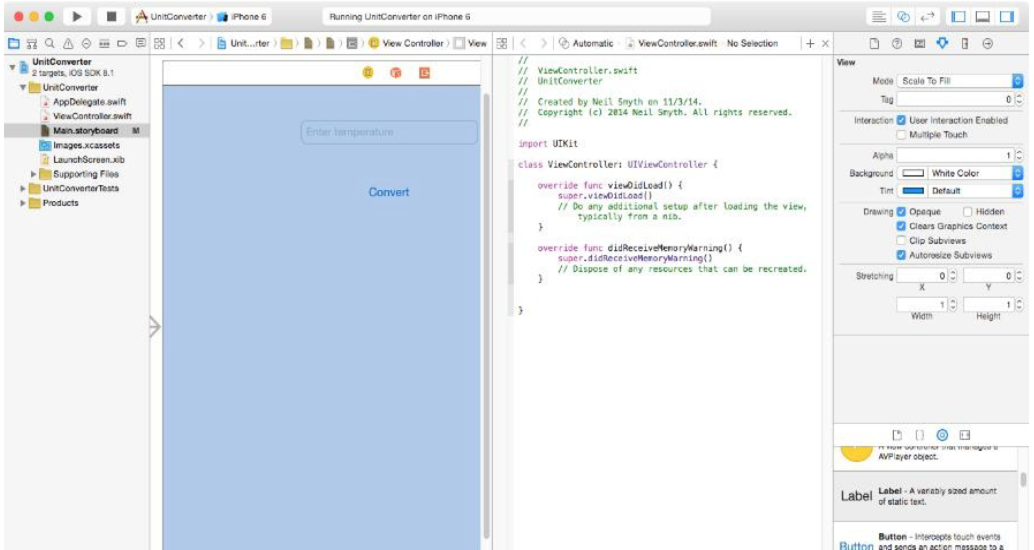 UnitConverter
iPhone 6
Running UnitConverter on iPhone 6
Unit...rter
View Controller
View
Automatic
ViewController.swift
No Selection
UnitConverter
2 targets, iOS SDK 8.1
UnitConverter
AppDelegate.swift
ViewController.swift
Main.storyboard M
Images.xcassets
LaunchScreen.xib
Supporting Files
UnitConverterTests
Products
Enter temperature
Convert
//
// ViewController.swift
// UnitConverter
//
// Created by Neil Smyth on 11/3/14.
// Copyright (c) 2014 Neil Smyth. All rights reserved.
//
import UIKit
class ViewController: UIViewController {
override func viewDidLoad() {
super.viewDidLoad()
// Do any additional setup after loading the view,
typically from a nib.
}
override func didReceiveMemoryWarning() {
super.didReceiveMemoryWarning()
// Dispose of any resources that can be recreated.
}
}
View
Mode Scale To Fill
Tag 0
Interaction User Interaction Enabled
Multiple Touch
Alpha 1
Background White Color
Tint Default
Drawing Opaque Hidden
Clears Graphics Context
Clip Subviews
Autoresize Subviews
Stretching 0 0
X Y
1 1
Width Height
A view controller that manages a
AVPlayer object.
Label Label - A variably sized amount
of static text.
Button Button - Intercepts touch events
and sends an action message to a